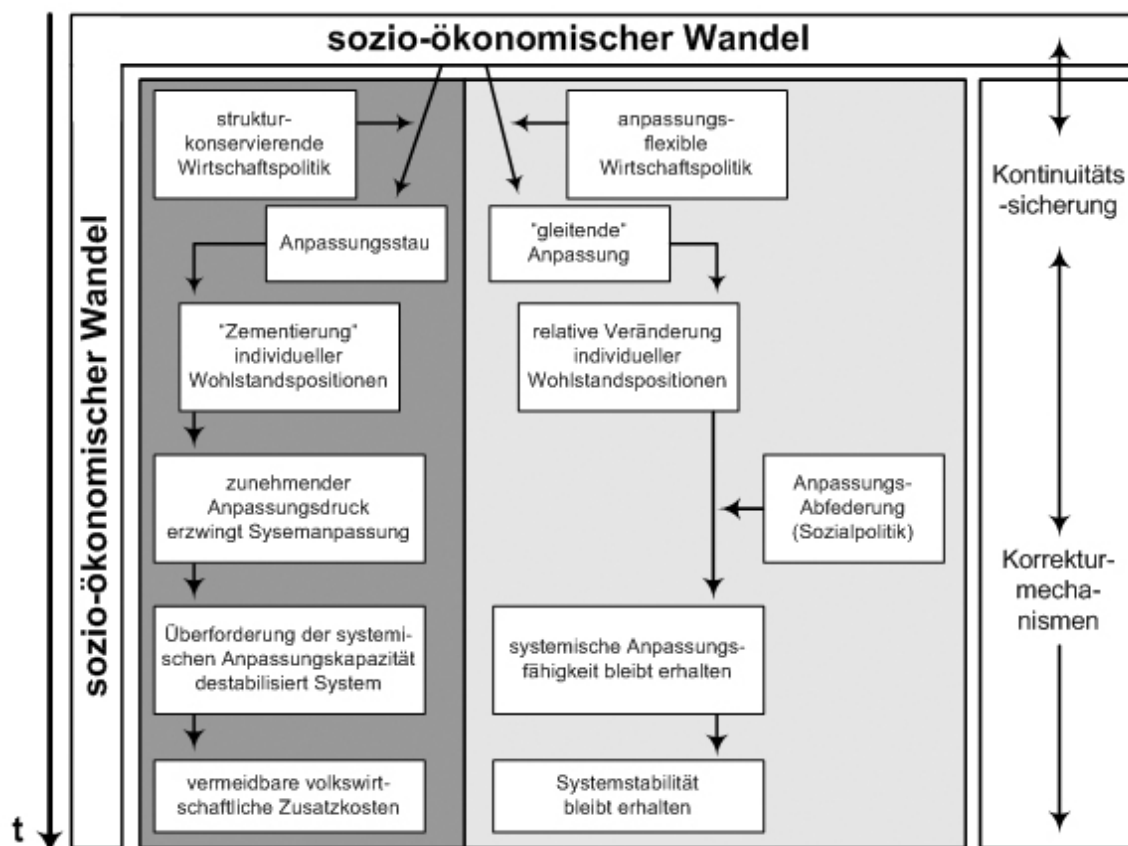 sozio-ökonomischer Wandel
sozio-ökonomischer Wandel
struktur-
konservierende
Wirtschaftspolitik
anpassungs-
flexible
Wirtschaftspolitik
Kontinuitäts
-sicherung
Anpassungsstau
"gleitende"
Anpassung
"Zementierung"
individueller
Wohlstandspositionen
relative Veränderung
individueller
Wohlstandspositionen
zunehmender
Anpassungsdruck
erzwingt Sysemanpassung
Anpassungs-
Abfederung
(Sozialpolitik)
Korrektur-
mecha-
nismen
Überforderung der systemi-
schen Anpassungskapazität
destabilisiert System
systemische Anpassungs-
fähigkeit bleibt erhalten
vermeidbare volkswirt-
schaftliche Zusatzkosten
Systemstabilität
bleibt erhalten
t